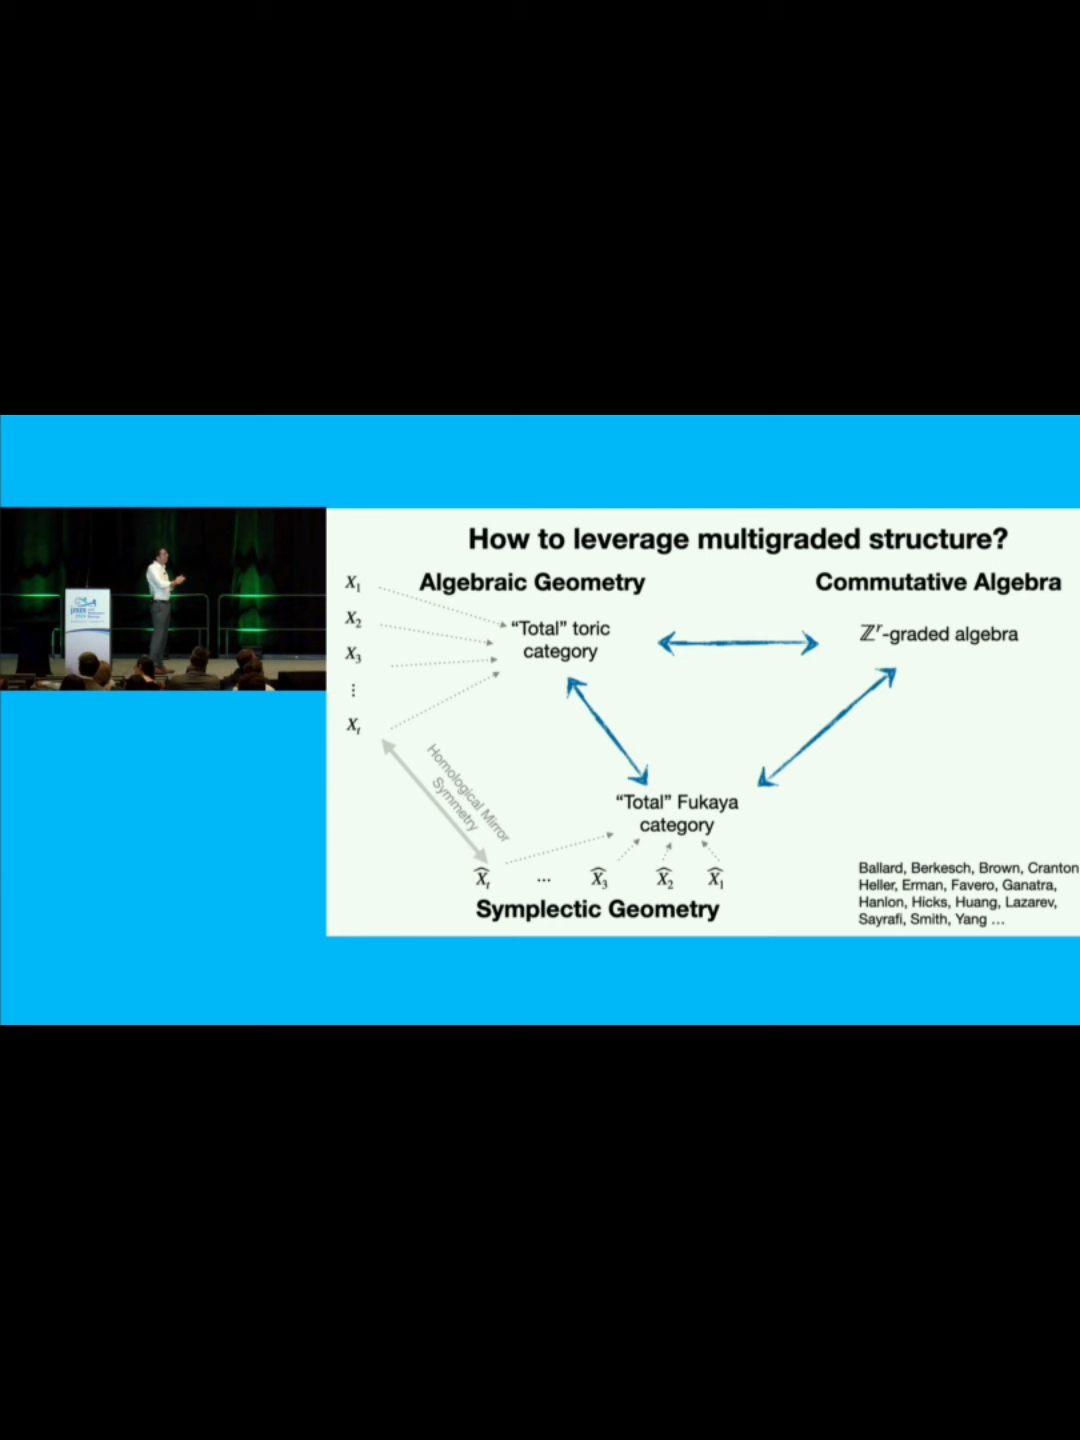 How to leverage multigraded structure?
Algebraic Geometry
Commutative Algebra
X₁
X₂
X₃
⋮
Xₜ
"Total" toric
category
ℤʳ-graded algebra
Homological Mirror
Symmetry
"Total" Fukaya
category
X̂ₜ ... X̂₃ X̂₂ X̂₁
Symplectic Geometry
Ballard, Berkesch, Brown, Cranton
Heller, Erman, Favero, Ganatra,
Hanlon, Hicks, Huang, Lazarev,
Sayrafi, Smith, Yang ...
jmm